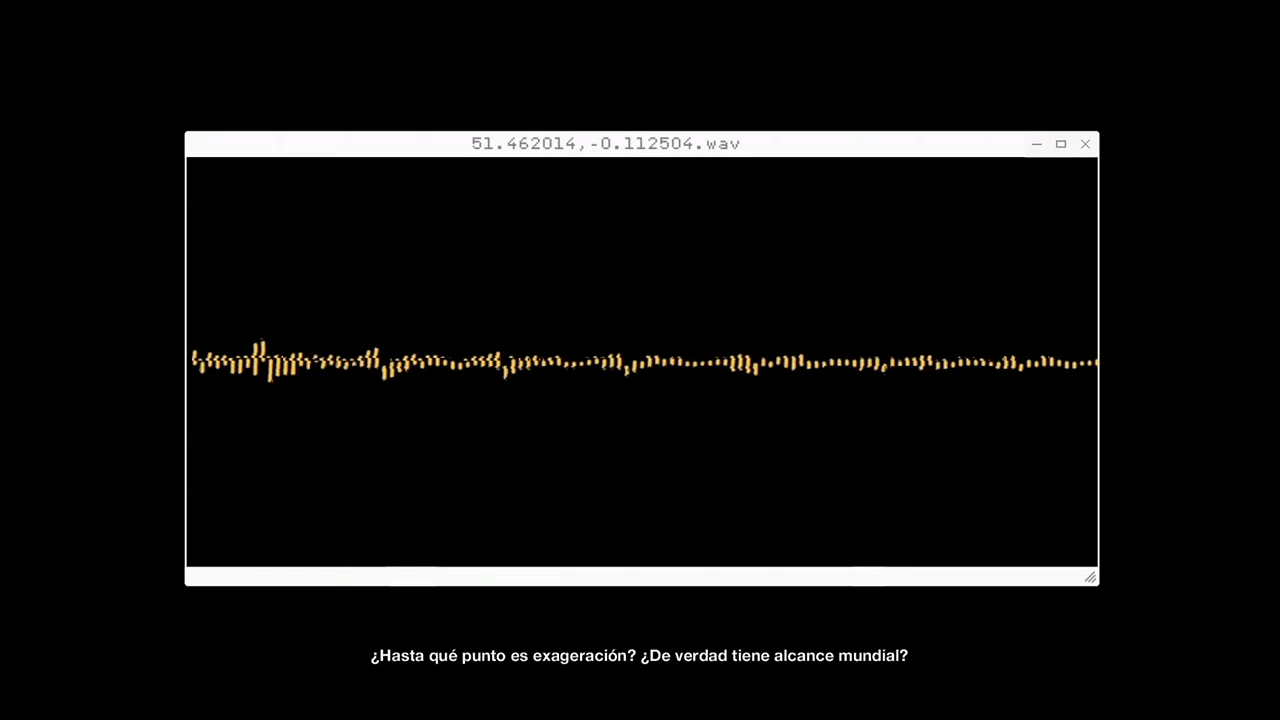 51.462014,-0.112504.wav
¿Hasta qué punto es exageración? ¿De verdad tiene alcance mundial?